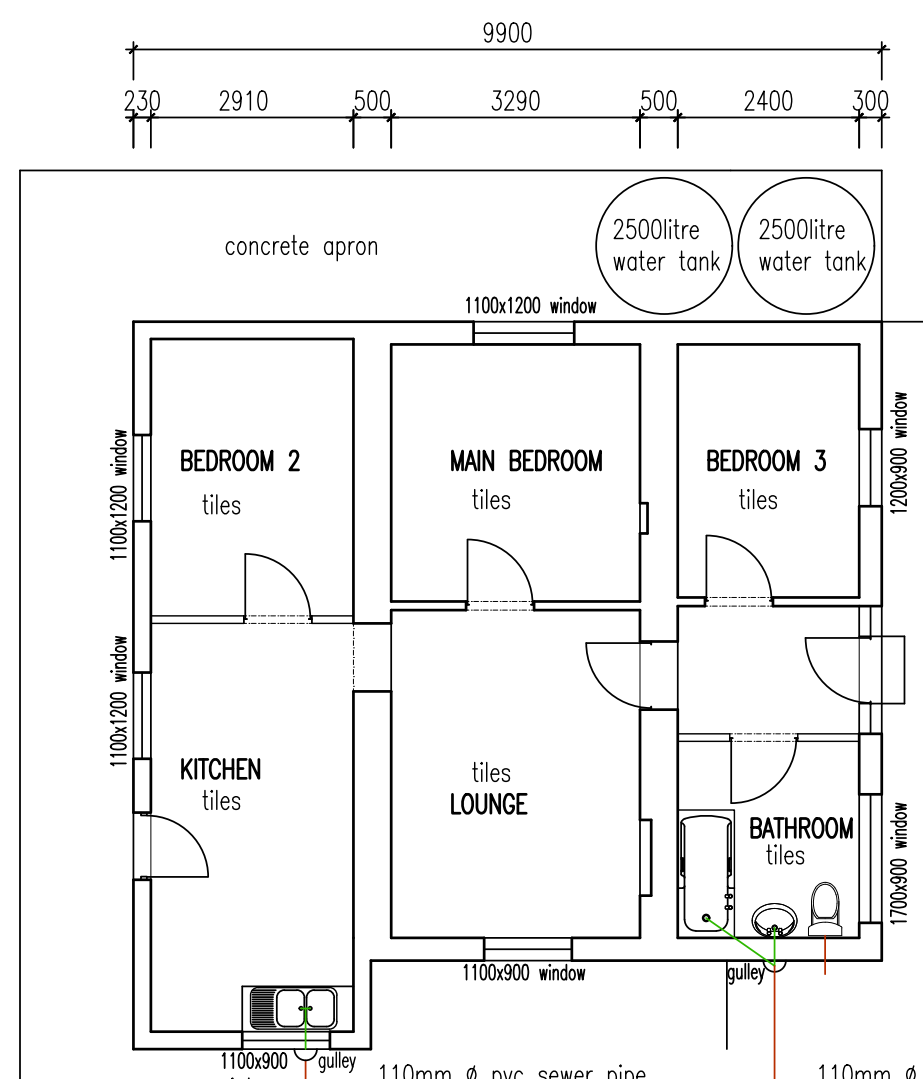 9900
230 2910 500 3290 500 2400 300
2500litre
water tank
2500litre
water tank
concrete apron
1100x1200 window
1100x1200 window
BEDROOM 2
tiles
MAIN BEDROOM
tiles
BEDROOM 3
tiles
1200x900 window
1100x1200 window
KITCHEN
tiles
tiles
LOUNGE
BATHROOM
tiles
1700x900 window
1100x900 window
gulley
1100x900
gulley
110mm Ø pvc sewer pipe
110mm Ø